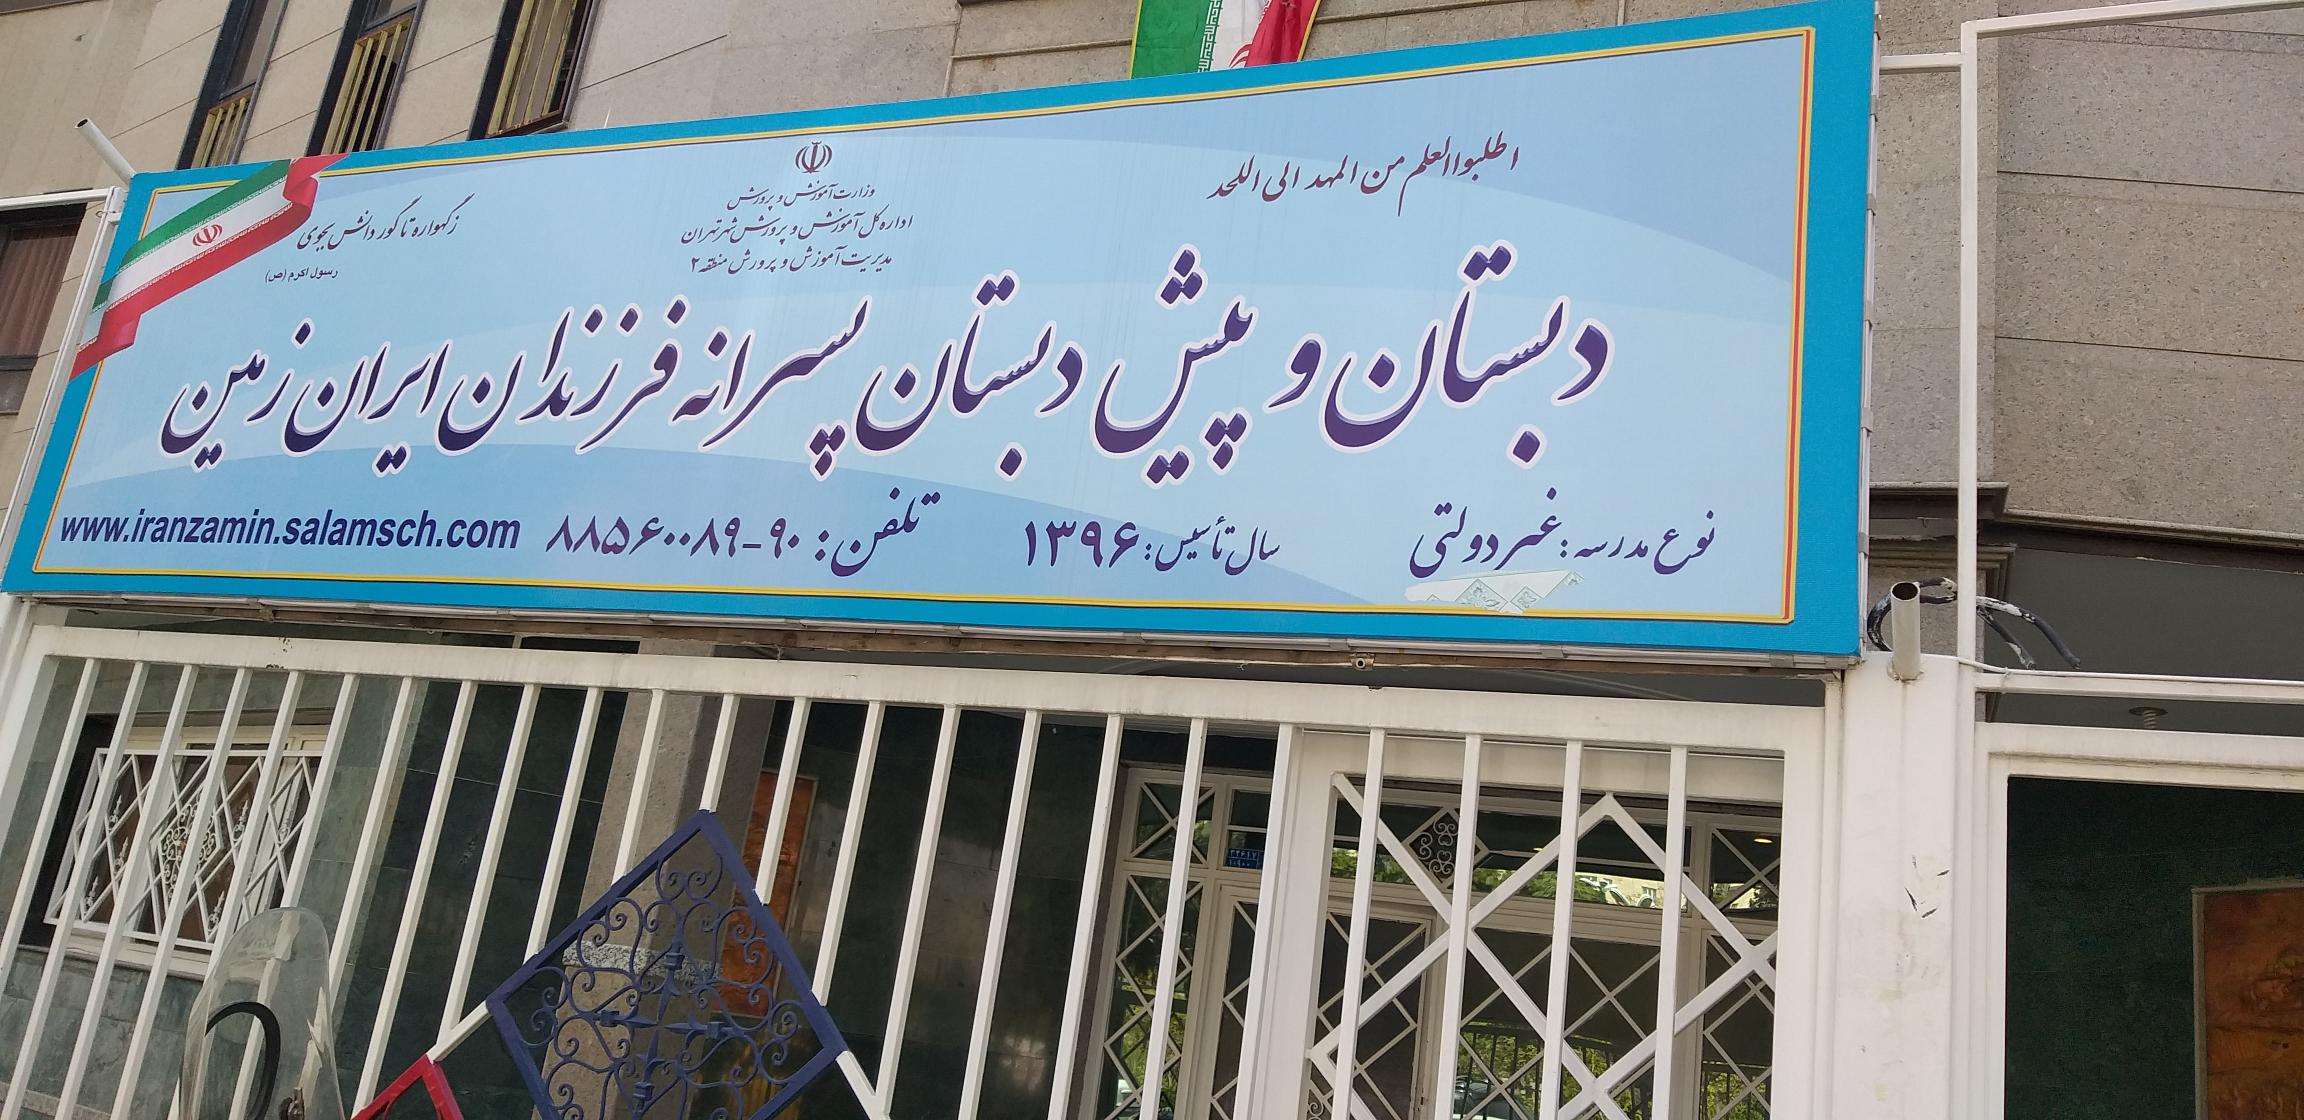 اطلبوا العلم من المهد الی اللحد
وزارت آموزش و پرورش
اداره کل آموزش و پرورش شهر تهران
مدیریت آموزش و پرورش منطقه ۲
زگهواره تا گور دانش بجوی
رسول اکرم (ص)
دبستان و پیش دبستان پسرانه فرزندان ایران زمین
نوع مدرسه : غیر دولتی
سال تأسیس : ۱۳۹۶
تلفن : ۹۰-۸۸۵۶۰۰۸۹
www.iranzamin.salamsch.com